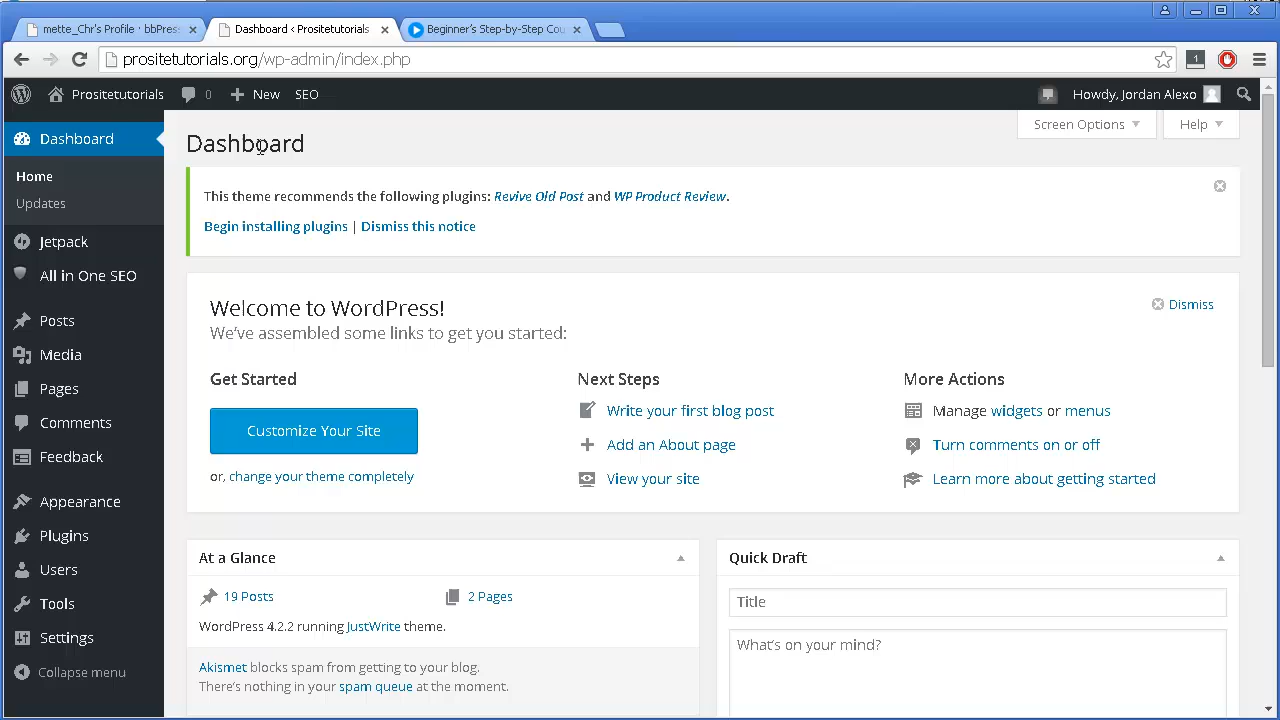 mette_Chr's Profile · bbPres
Dashboard ‹ Prositetutorials
Beginner's Step-by-Step Cou
prositetutorials.org/wp-admin/index.php
1
Prositetutorials
0
New
SEO
Howdy, Jordan Alexo
Dashboard
Home
Updates
Jetpack
All in One SEO
Posts
Media
Pages
Comments
Feedback
Appearance
Plugins
Users
Tools
Settings
Collapse menu
Screen Options
Help
Dashboard
This theme recommends the following plugins: Revive Old Post and WP Product Review.
Begin installing plugins | Dismiss this notice
Welcome to WordPress!
Dismiss
We've assembled some links to get you started:
Get Started
Customize Your Site
or, change your theme completely
Next Steps
Write your first blog post
Add an About page
View your site
More Actions
Manage widgets or menus
Turn comments on or off
Learn more about getting started
At a Glance
19 Posts
2 Pages
WordPress 4.2.2 running JustWrite theme.
Akismet blocks spam from getting to your blog.
There's nothing in your spam queue at the moment.
Quick Draft
Title
What's on your mind?